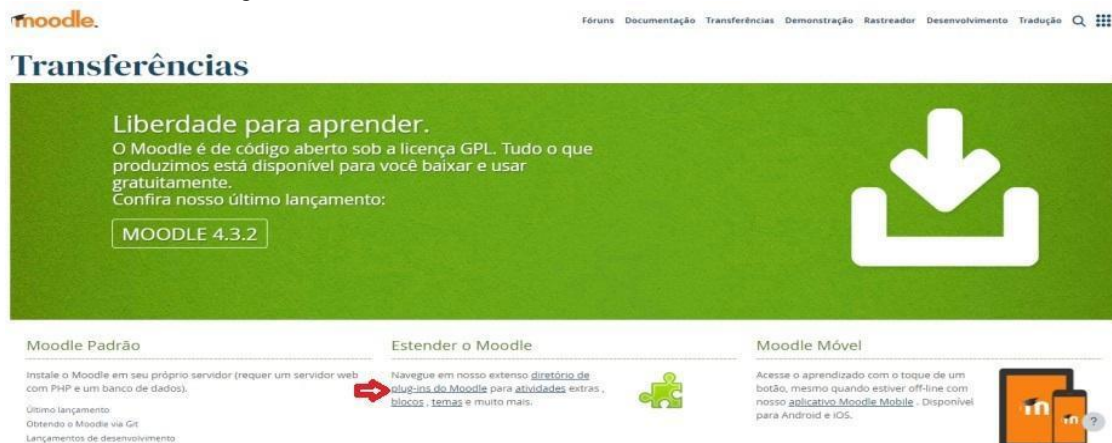 moodle.
Fóruns Documentação Transferências Demonstração Rastreador Desenvolvimento Tradução
Transferências
Liberdade para aprender.
O Moodle é de código aberto sob a licença GPL. Tudo o que
produzimos está disponível para você baixar e usar
gratuitamente.
Confira nosso último lançamento:
MOODLE 4.3.2
Moodle Padrão
Instale o Moodle em seu próprio servidor (requer um servidor web
com PHP e um banco de dados).
Último lançamento
Obtendo o Moodle via Git
Lançamentos de desenvolvimento
Estender o Moodle
Navegue em nosso extenso diretório de
plug-ins do Moodle para atividades extras ,
blocos , temas e muito mais.
Moodle Móvel
Acesse o aprendizado com o toque de um
botão, mesmo quando estiver off-line com
nosso aplicativo Moodle Mobile . Disponível
para Android e iOS.
m
m
?